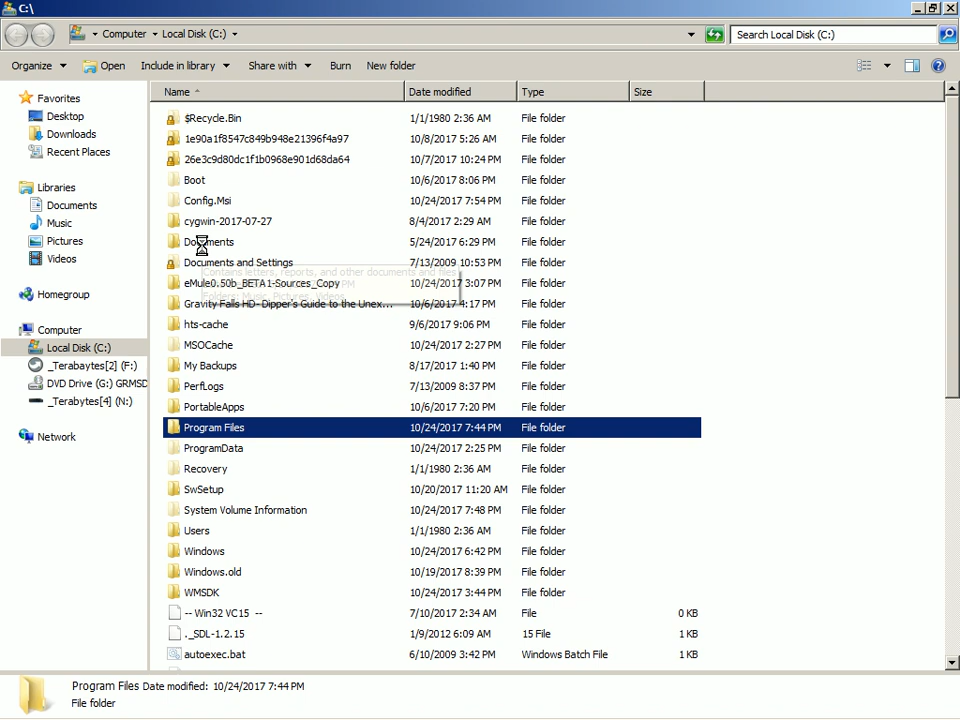 C:\
Computer Local Disk (C:)
Search Local Disk (C:)
Organize Open Include in library Share with Burn New folder
Favorites
Desktop
Downloads
Recent Places
Libraries
Documents
Music
Pictures
Videos
Homegroup
Computer
Local Disk (C:)
_Terabytes[2] (F:)
DVD Drive (G:) GRMSD
_Terabytes[4] (N:)
Network
Name Date modified Type Size
$Recycle.Bin 1/1/1980 2:36 AM File folder
1e90a1f8547c849b948e21396f4a97 10/8/2017 5:26 AM File folder
26e3c9d80dc1f1b0968e901d68da64 10/7/2017 10:24 PM File folder
Boot 10/6/2017 8:06 PM File folder
Config.Msi 10/24/2017 7:54 PM File folder
cygwin-2017-07-27 8/4/2017 2:29 AM File folder
Documents 5/24/2017 6:29 PM File folder
Documents and Settings 7/13/2009 10:53 PM File folder
Contains letters, reports, and other documents and files
eMule0.50b_BETA1-Sources_Copy 10/24/2017 3:07 PM File folder
Folders: Music, Pictures, Videos
Gravity Falls HD- Dipper's Guide to the Unex... 10/6/2017 4:17 PM File folder
hts-cache 9/6/2017 9:06 PM File folder
MSOCache 10/24/2017 2:27 PM File folder
My Backups 8/17/2017 1:40 PM File folder
PerfLogs 7/13/2009 8:37 PM File folder
PortableApps 10/6/2017 7:20 PM File folder
Program Files 10/24/2017 7:44 PM File folder
ProgramData 10/24/2017 2:25 PM File folder
Recovery 1/1/1980 2:36 AM File folder
SwSetup 10/20/2017 11:20 AM File folder
System Volume Information 10/24/2017 7:48 PM File folder
Users 1/1/1980 2:36 AM File folder
Windows 10/24/2017 6:42 PM File folder
Windows.old 10/19/2017 8:39 PM File folder
WMSDK 10/24/2017 3:44 PM File folder
-- Win32 VC15 -- 7/10/2017 2:34 AM File 0 KB
._SDL-1.2.15 1/9/2012 6:09 AM 15 File 1 KB
autoexec.bat 6/10/2009 3:42 PM Windows Batch File 1 KB
Program Files Date modified: 10/24/2017 7:44 PM
File folder